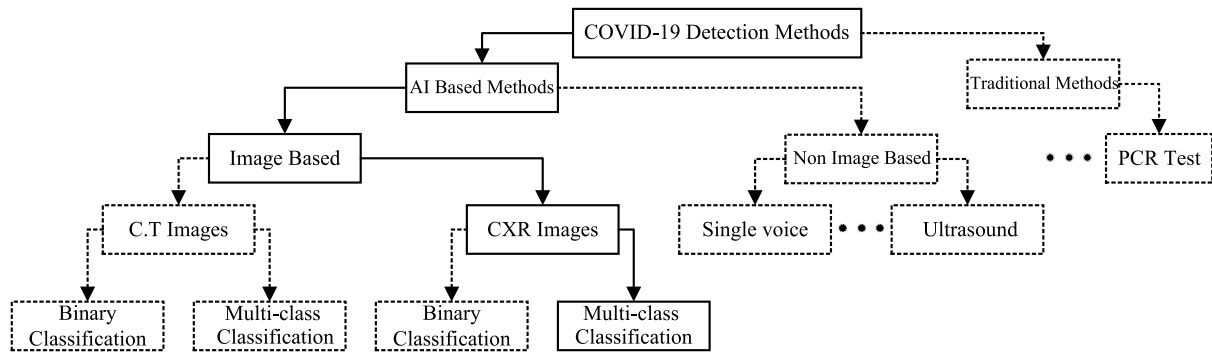 COVID-19 Detection Methods
AI Based Methods
Traditional Methods
Image Based
Non Image Based
PCR Test
C.T Images
CXR Images
Single voice
Ultrasound
Binary
Classification
Multi-class
Classification
Binary
Classification
Multi-class
Classification